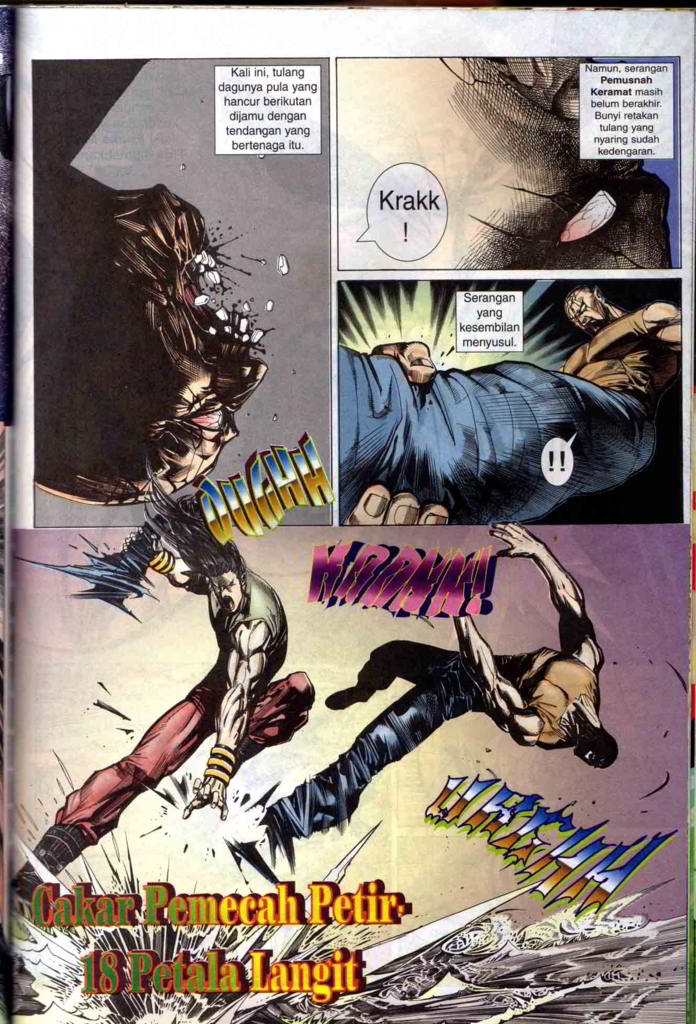 Kali ini, tulang
dagunya pula yang
hancur berikutan
dijamu dengan
tendangan yang
bertenaga itu.
Namun, serangan
Pemusnah
Keramat masih
belum berakhir.
Bunyi retakan
tulang yang
nyaring sudah
kedengaran.
Krakk
!
Serangan
yang
kesembilan
menyusul.
!!
OUGHH
Cakar Pemecah Petir-
18 Petala Langit